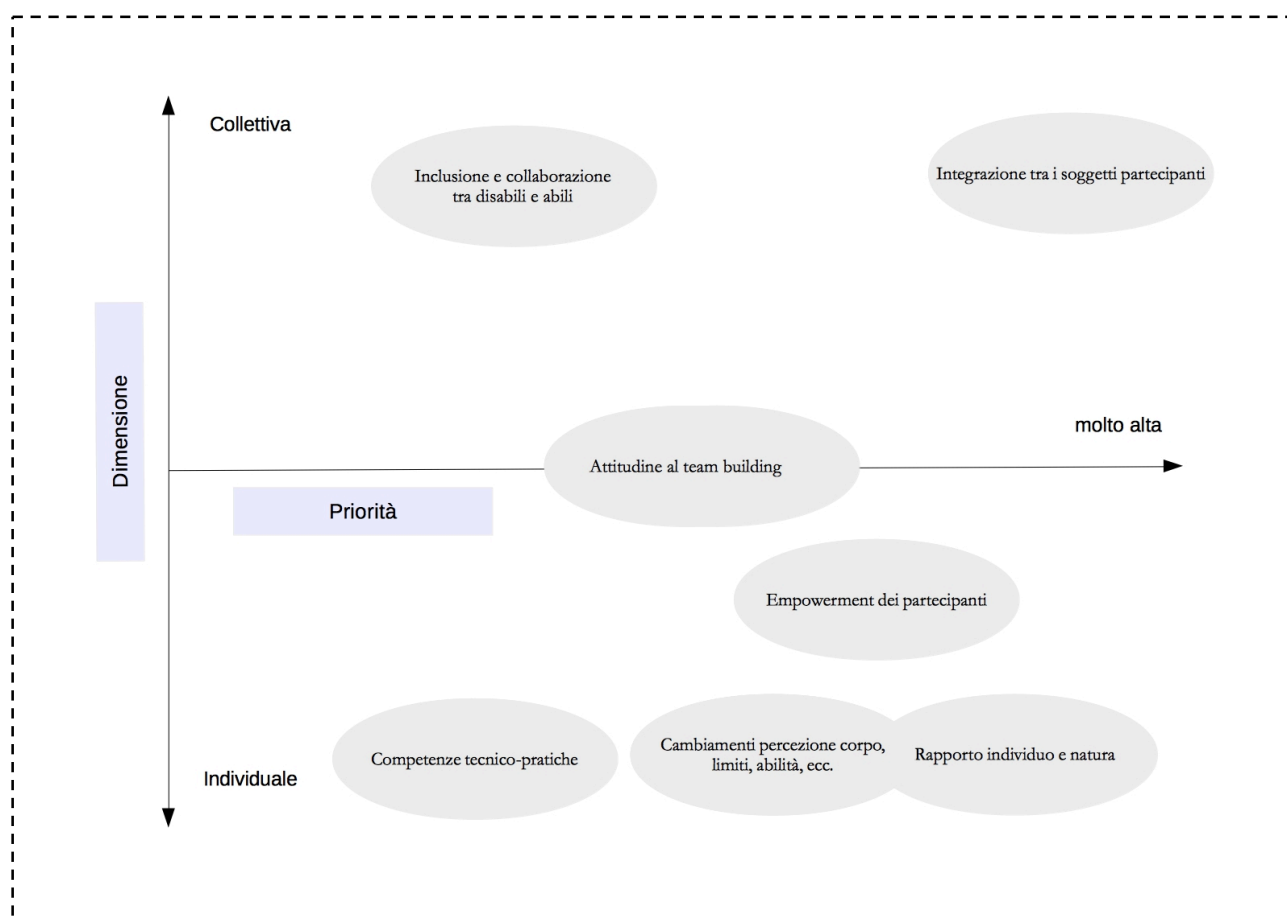 Collettiva
Inclusione e collaborazione
tra disabili e abili
Integrazione tra i soggetti partecipanti
Dimensione
molto alta
Attitudine al team building
Priorità
Empowerment dei partecipanti
Individuale
Competenze tecnico-pratiche
Cambiamenti percezione corpo,
limiti, abilità, ecc.
Rapporto individuo e natura